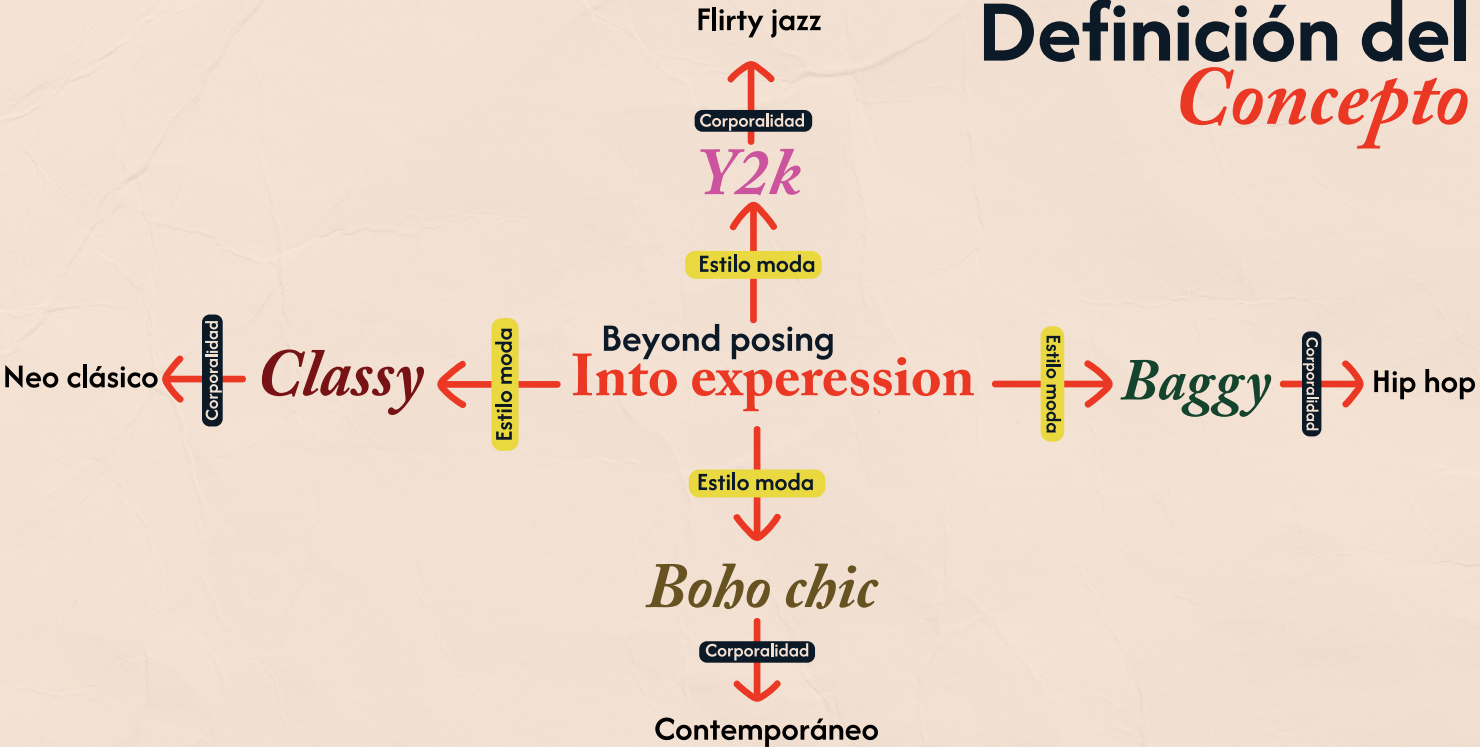 Flirty jazz
Definición del
Concepto
Corporalidad
Y2k
Estilo moda
Beyond posing
Into experession
Neo clásico
Corporalidad
Classy
Estilo moda
Estilo moda
Baggy
Corporalidad
Hip hop
Estilo moda
Boho chic
Corporalidad
Contemporáneo